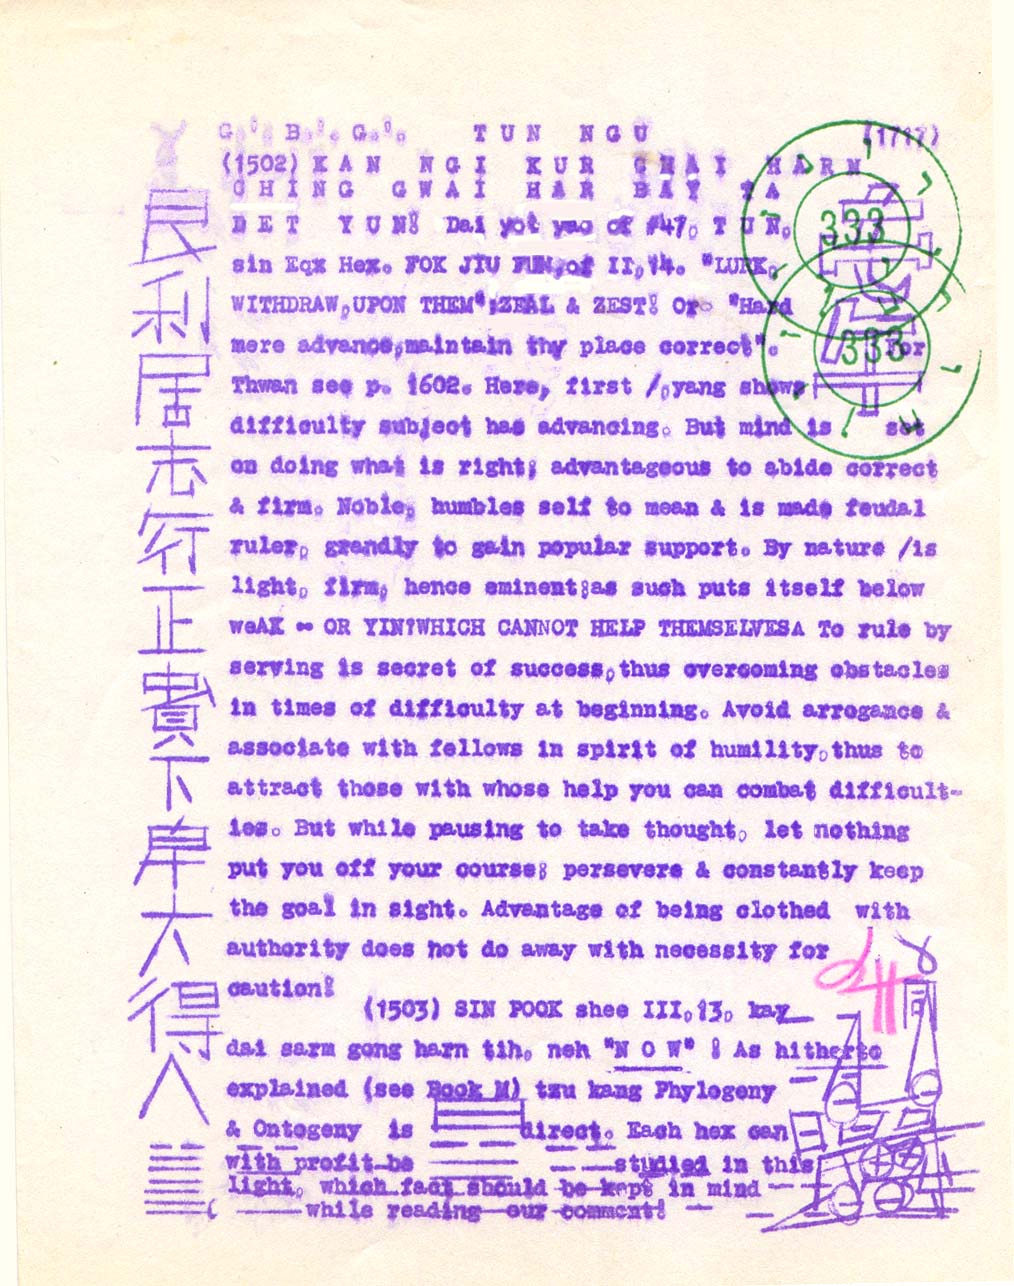 G.'. B.'. G.'. TUN NGU (1717)
(1502) KAN NGI KUR GWAI HARN
CHING GWAI HAR DAY TA
DET YUN! Dai yot yao of #47, TUN,
sin Eqx Hex. FOK JIU FUN, of II, 14. "LURK,
WITHDRAW, UPON THEM"; ZEAL & ZEST! Or "Hard
mere advance, maintain thy place correct". For
Thwan see p. 1602. Here, first /, yang shows
difficulty subject has advancing. But mind is set
on doing what is right; advantageous to abide correct
& firm. Noble, humbles self to mean & is made feudal
ruler, grandly to gain popular support. By nature /is
light, firm, hence eminent; as such puts itself below
weAK - OR YIN? WHICH CANNOT HELP THEMSELVESA To rule by
serving is secret of success, thus overcoming obstacles
in times of difficulty at beginning. Avoid arrogance &
associate with fellows in spirit of humility, thus to
attract those with whose help you can combat difficult-
ies. But while pausing to take thought, let nothing
put you off your course; persevere & constantly keep
the goal in sight. Advantage of being clothed with
authority does not do away with necessity for
caution!
(1503) SIN POOK shee III, 13, kay
dai sarm gong harn tih, neh "N O W" ! As hitherto
explained (see Book M) tzu kang Phylogeny
& Ontogeny is direct. Each hex can
with profit be studied in this
light, which fact should be kept in mind
while reading our comment!
民
利
居
志
行
正
貴
下
卑
大
得
人
333
333